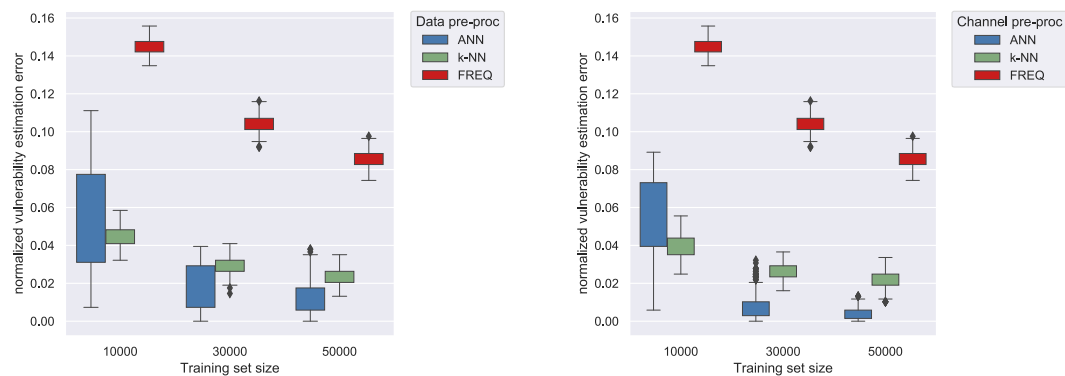 Data pre-proc
ANN
k-NN
FREQ
normalized vulnerability estimation error
0.16
0.14
0.12
0.10
0.08
0.06
0.04
0.02
0.00
10000
30000
50000
Training set size
Channel pre-proc
ANN
k-NN
FREQ
normalized vulnerability estimation error
0.16
0.14
0.12
0.10
0.08
0.06
0.04
0.02
0.00
10000
30000
50000
Training set size